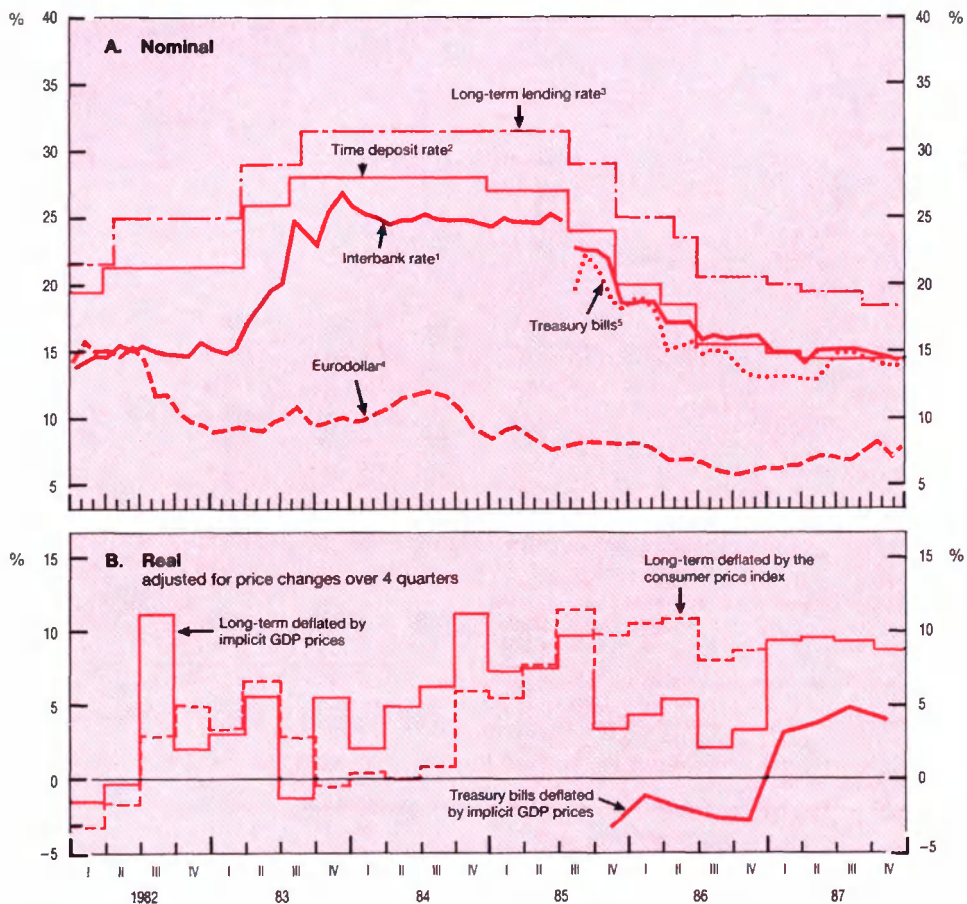 % 40 40 %
A. Nominal
35 35
Long-term lending rate³
30 30
Time deposit rate²
25 25
Interbank rate¹
20 20
Treasury bills⁵
15 15
Eurodollar⁴
10 10
5 5
% 15 15 %
B. Real
adjusted for price changes over 4 quarters
Long-term deflated by the
consumer price index
Long-term deflated by
implicit GDP prices
10 10
5 5
0 0
Treasury bills deflated
by implicit GDP prices
-5 -5
I II III IV I II III IV I II III IV I II III IV I II III IV I II III IV
1982 83 84 85 86 87